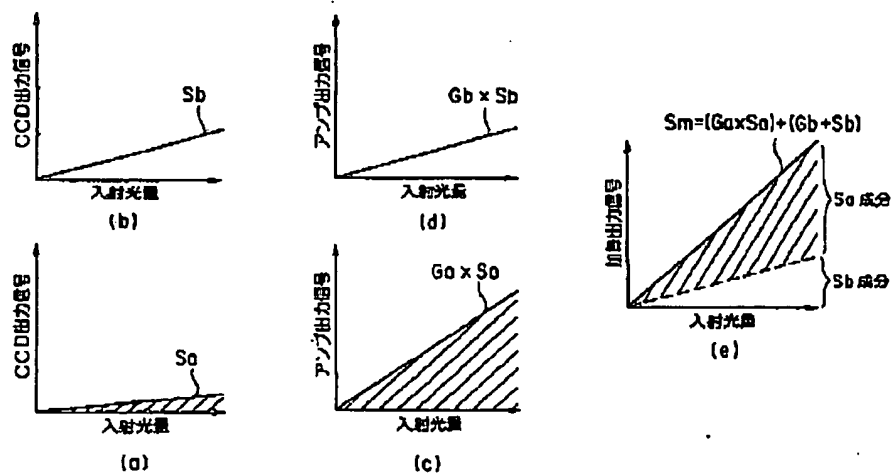 CCD出力信号
Sb
入射光量
(b)
アンプ出力信号
Gb × Sb
入射光量
(d)
CCD出力信号
Sa
入射光量
(a)
アンプ出力信号
Ga × Sa
入射光量
(c)
加合出力信号
Sm=(Ga×Sa)+(Gb+Sb)
Sa 成分
Sb 成分
入射光量
(e)